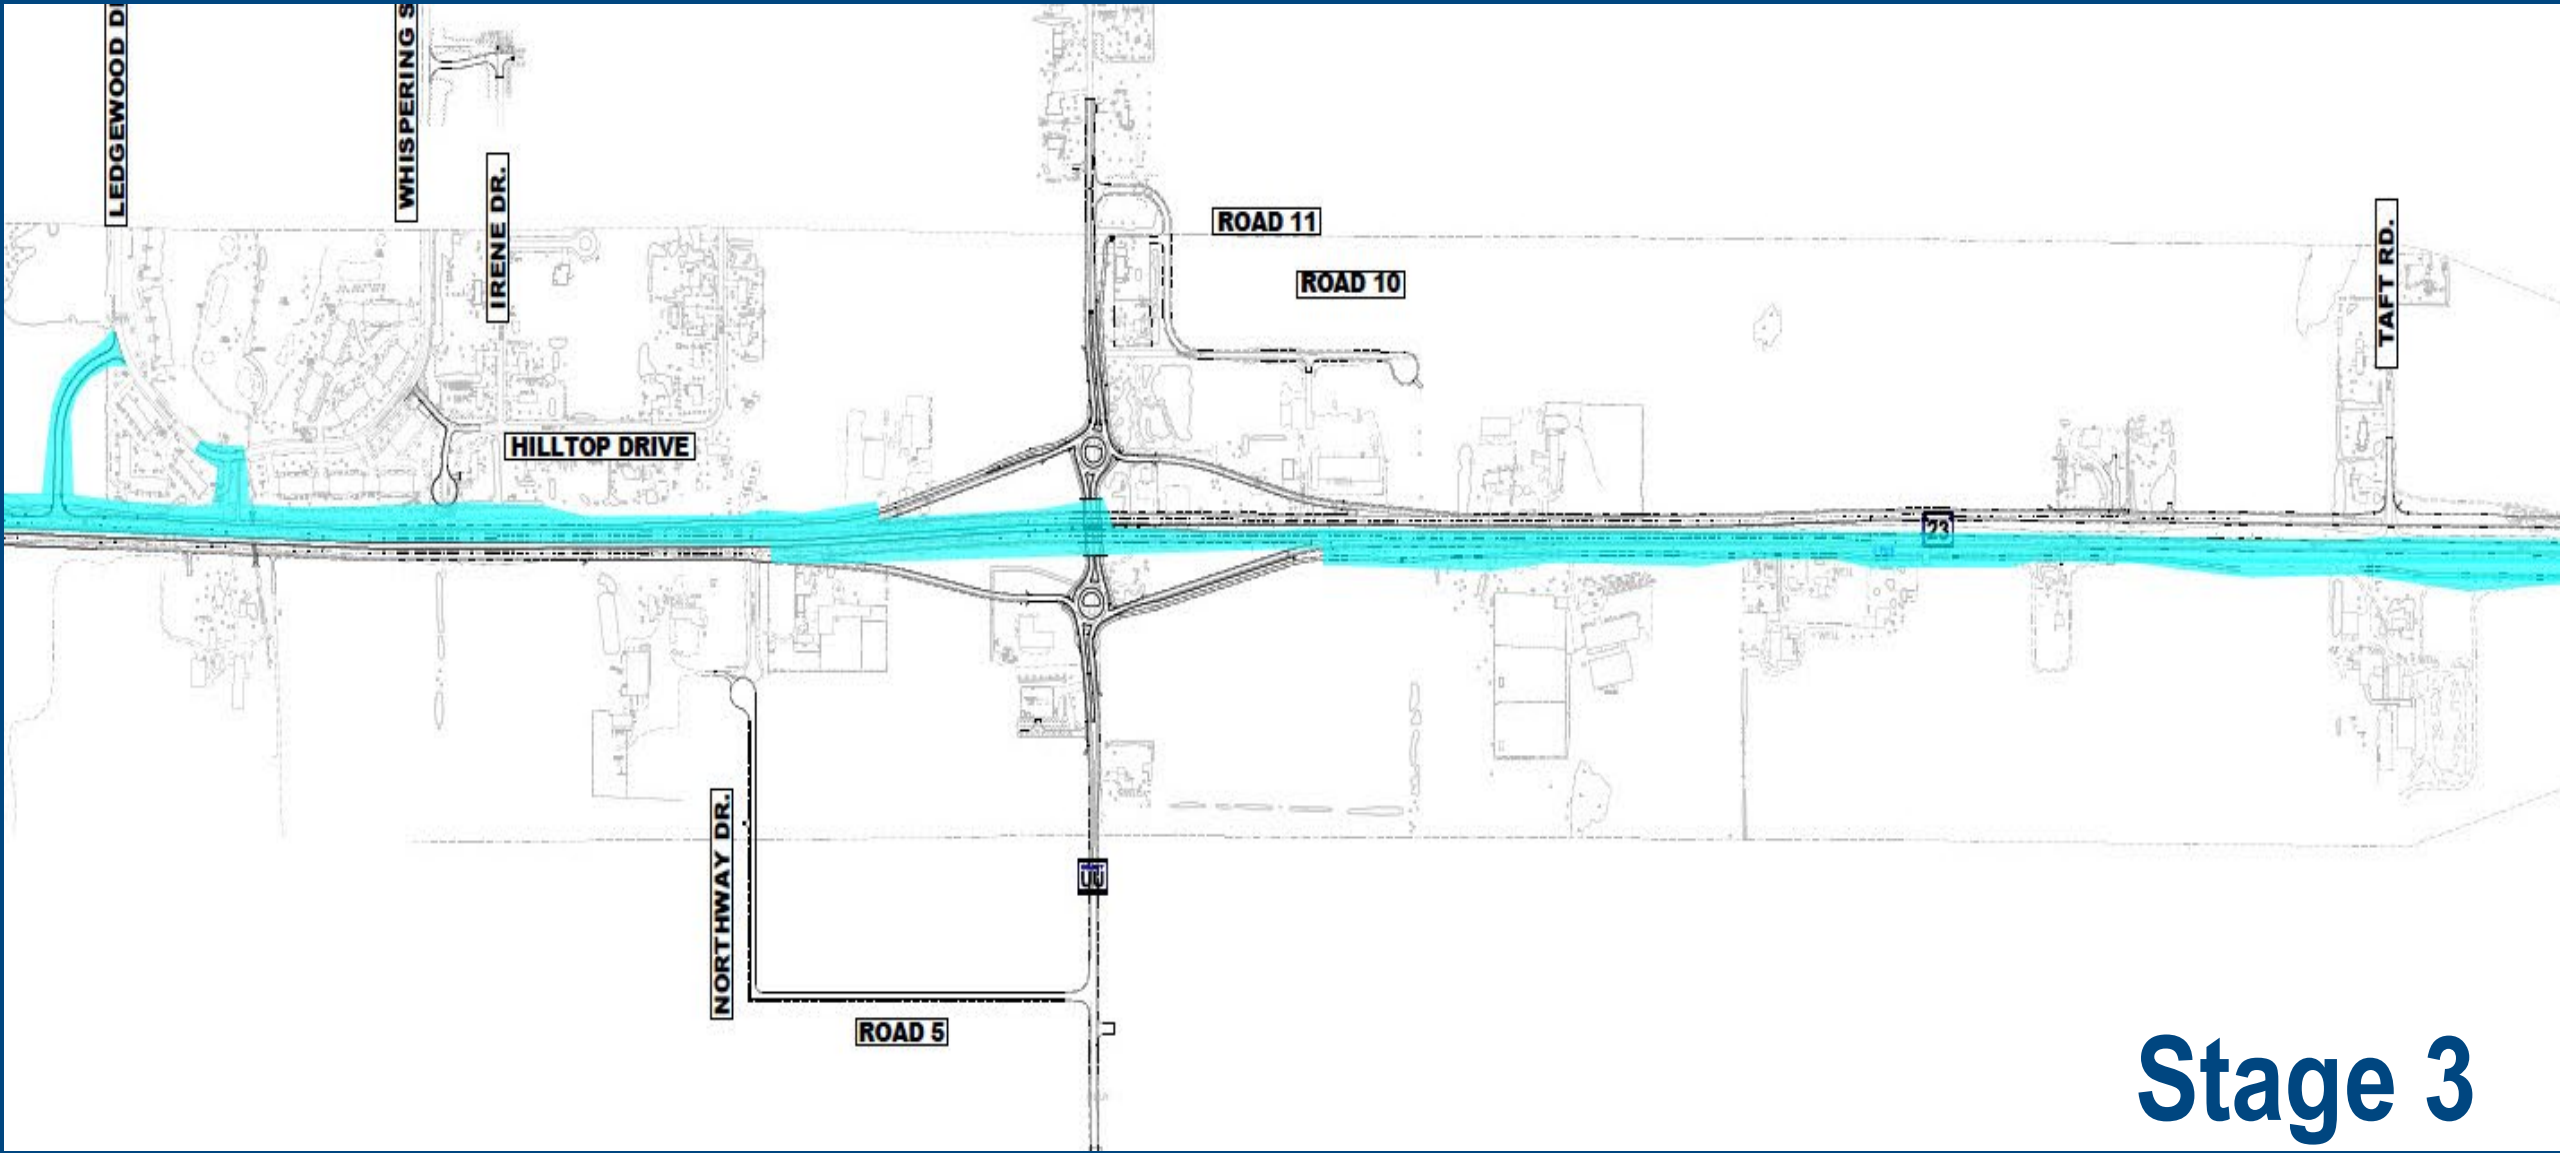 LEDGEWOOD
WHISPERING
IRENE DR.
ROAD 11
ROAD 10
TAFT RD.
HILLTOP DRIVE
23
NORTHWAY DR.
UU
ROAD 5
Stage 3